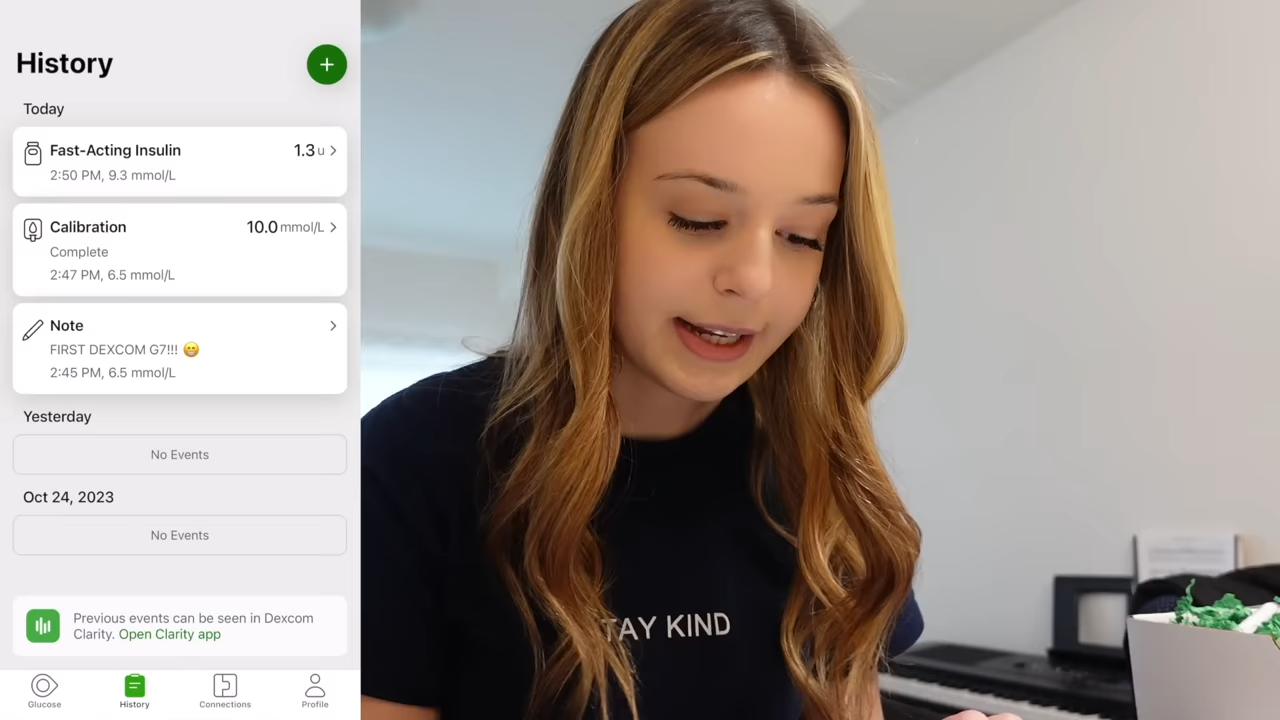 History
+
Today
Fast-Acting Insulin 1.3 u
2:50 PM, 9.3 mmol/L
Calibration 10.0 mmol/L
Complete
2:47 PM, 6.5 mmol/L
Note
FIRST DEXCOM G7!!! 😁
2:45 PM, 6.5 mmol/L
Yesterday
No Events
Oct 24, 2023
No Events
Previous events can be seen in Dexcom
Clarity. Open Clarity app
Glucose History Connections Profile
TAY KIND